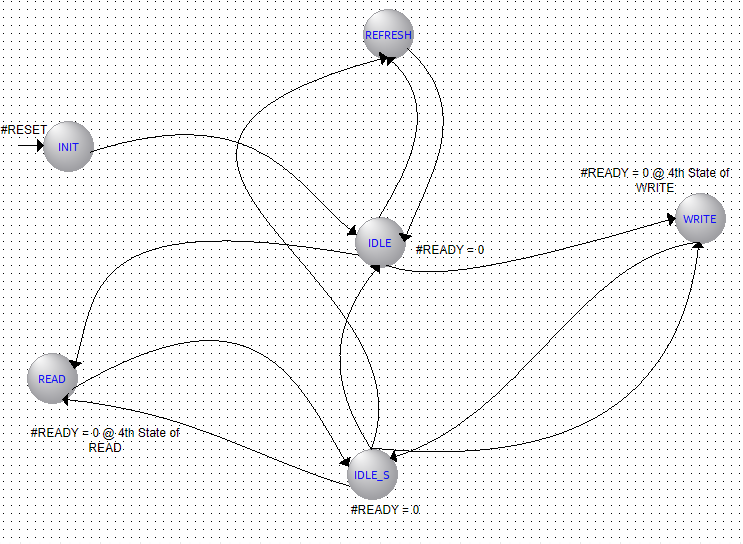 REFRESH
#RESET
INIT
#READY = 0 @ 4th State of
WRITE
WRITE
IDLE
#READY = 0
READ
#READY = 0 @ 4th State of
READ
IDLE_S
#READY = 0